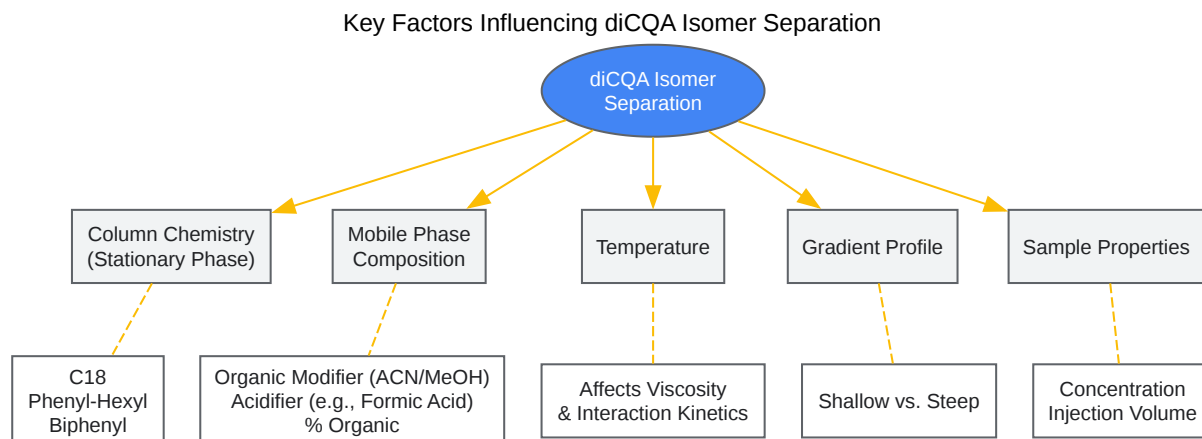 Key Factors Influencing diCQA Isomer Separation
diCQA Isomer
Separation
Column Chemistry
(Stationary Phase)
Mobile Phase
Composition
Temperature
Gradient Profile
Sample Properties
C18
Phenyl-Hexyl
Biphenyl
Organic Modifier (ACN/MeOH)
Acidifier (e.g., Formic Acid)
% Organic
Affects Viscosity
& Interaction Kinetics
Shallow vs. Steep
Concentration
Injection Volume